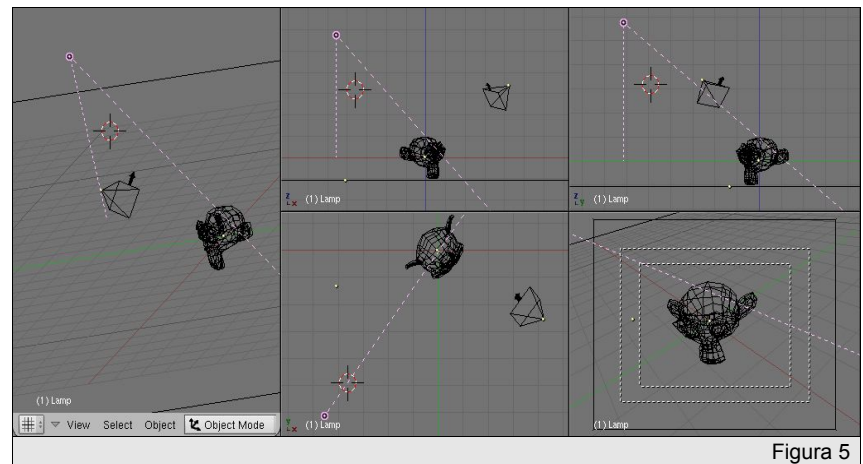 (1) Lamp
View Select Object Object Mode
z
x
(1) Lamp
z
y
(1) Lamp
y
x
(1) Lamp
(1) Lamp
Figura 5